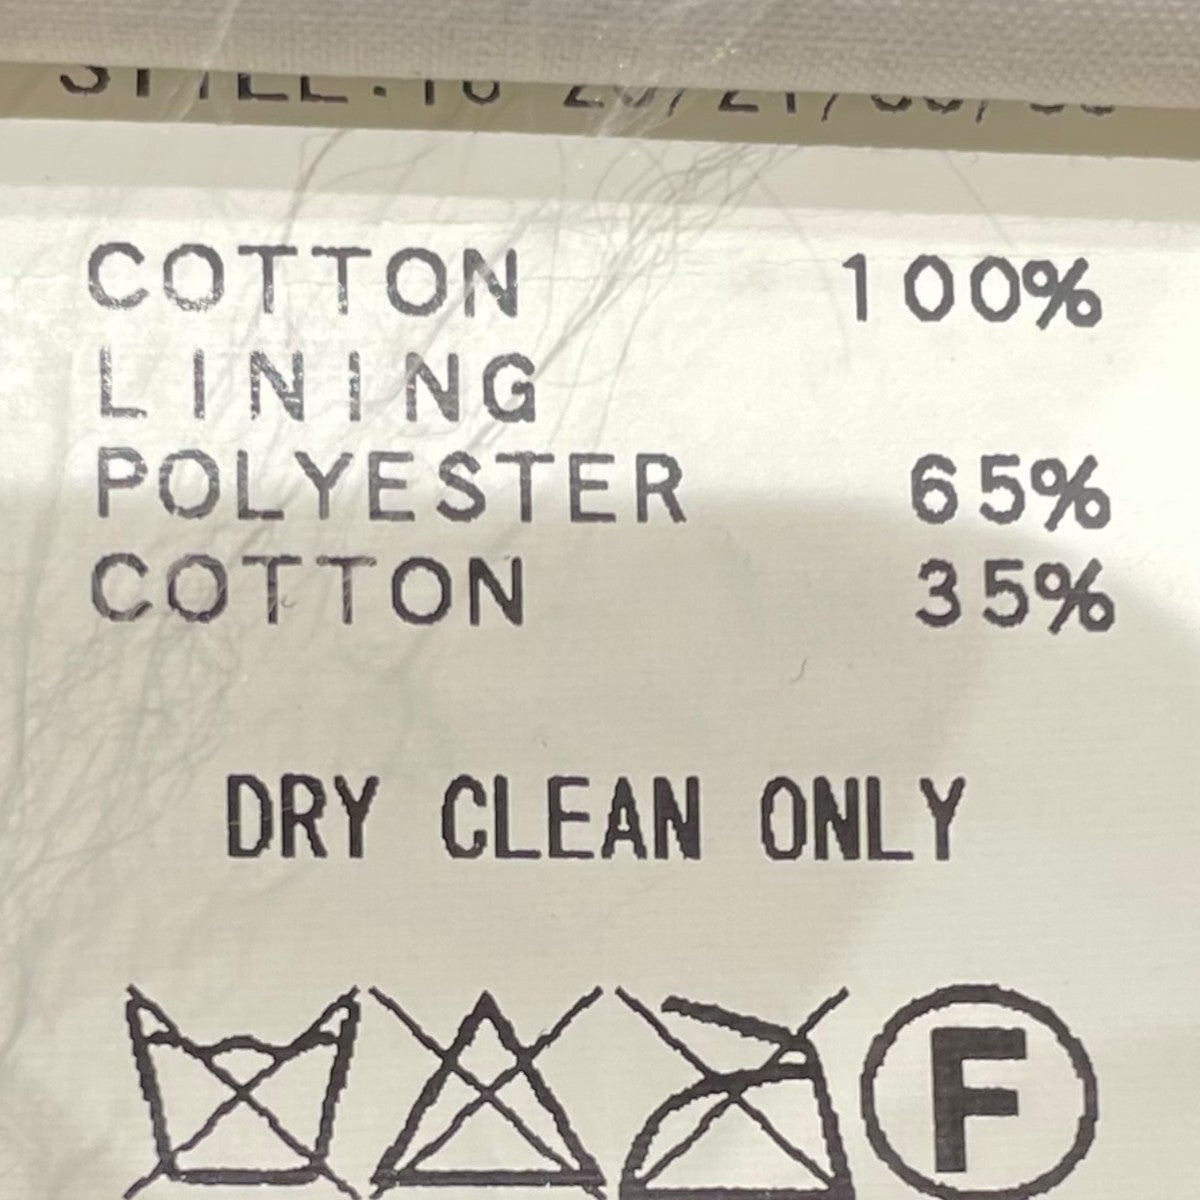 COTTON 100%
LINING
POLYESTER 65%
COTTON 35%
DRY CLEAN ONLY
F